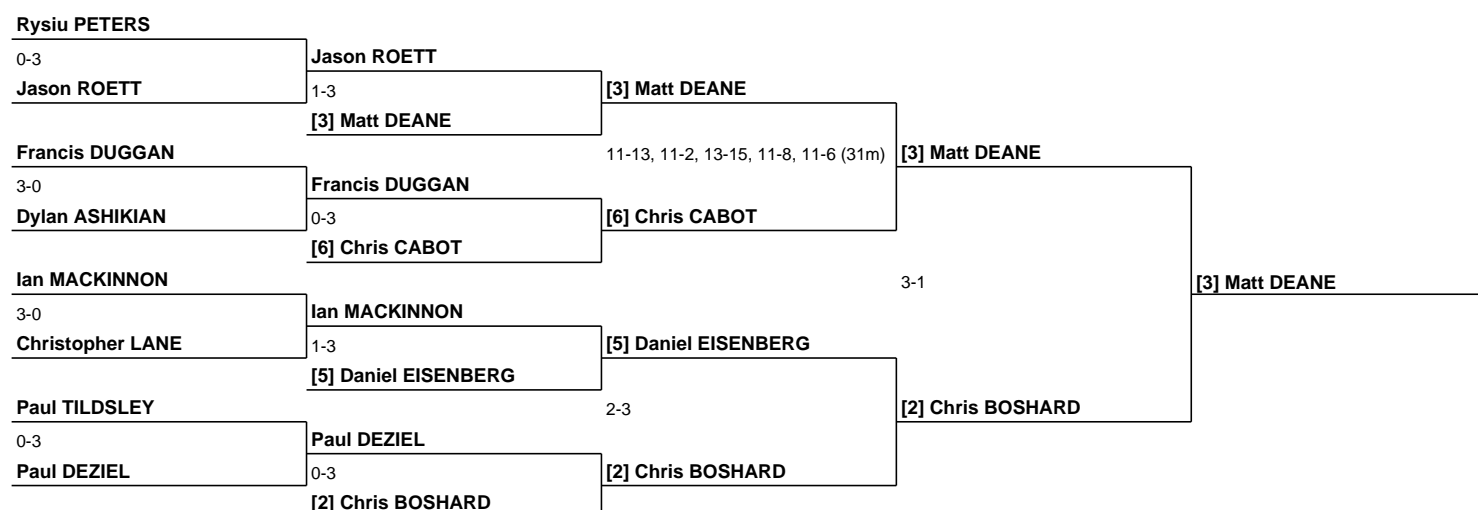 Rysiu PETERS
0-3
Jason ROETT
Jason ROETT
1-3
[3] Matt DEANE
[3] Matt DEANE
Francis DUGGAN
3-0
Dylan ASHIKIAN
Francis DUGGAN
0-3
[6] Chris CABOT
11-13, 11-2, 13-15, 11-8, 11-6 (31m)
[6] Chris CABOT
[3] Matt DEANE
Ian MACKINNON
3-0
Christopher LANE
Ian MACKINNON
1-3
[5] Daniel EISENBERG
[5] Daniel EISENBERG
3-1
[3] Matt DEANE
Paul TILDSLEY
0-3
Paul DEZIEL
Paul DEZIEL
0-3
[2] Chris BOSHARD
2-3
[2] Chris BOSHARD
[2] Chris BOSHARD